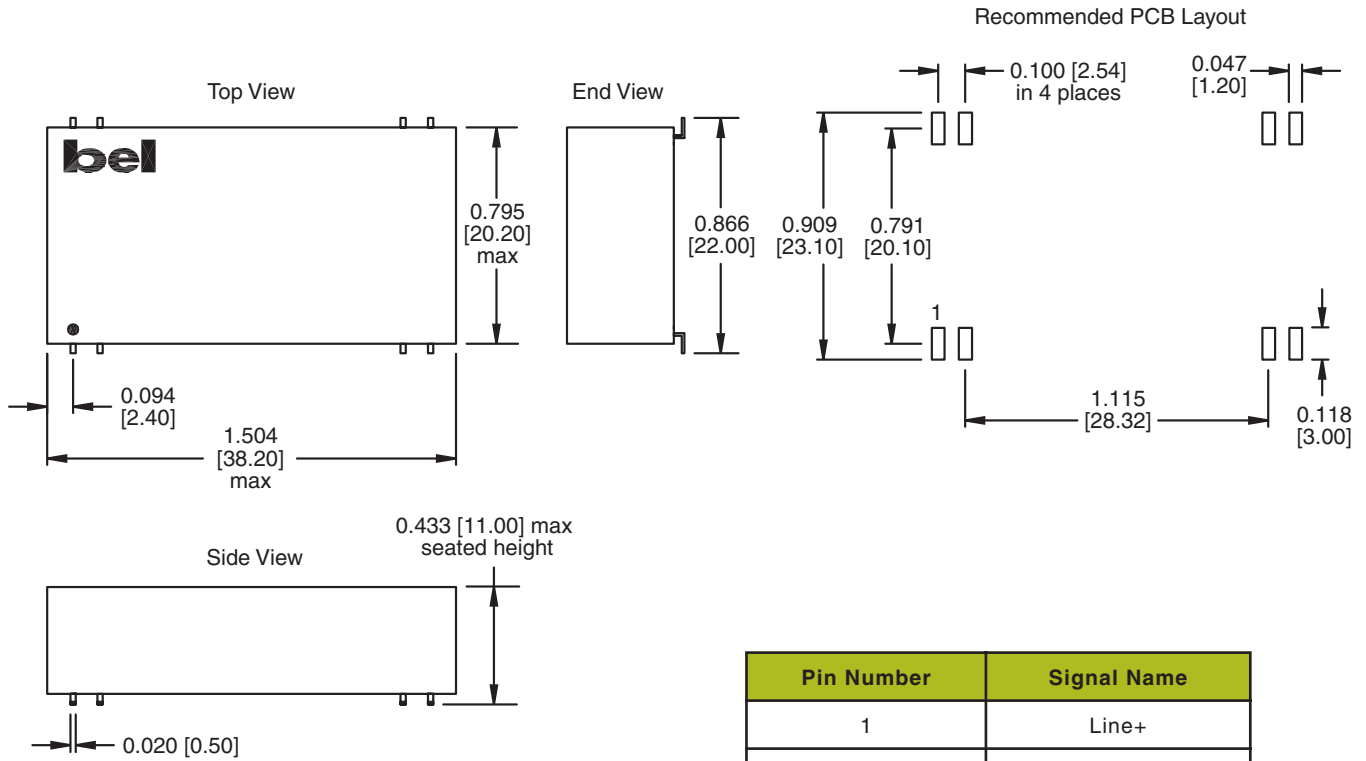 Recommended PCB Layout
Top View
End View
0.100 [2.54]
in 4 places
0.047
[1.20]
bel
0.795
[20.20]
max
0.866
[22.00]
0.909
[23.10]
0.791
[20.10]
1
0.094
[2.40]
1.504
[38.20]
max
1.115
[28.32]
0.118
[3.00]
Side View
0.433 [11.00] max
seated height
0.020 [0.50]
Pin Number Signal Name
1 Line+